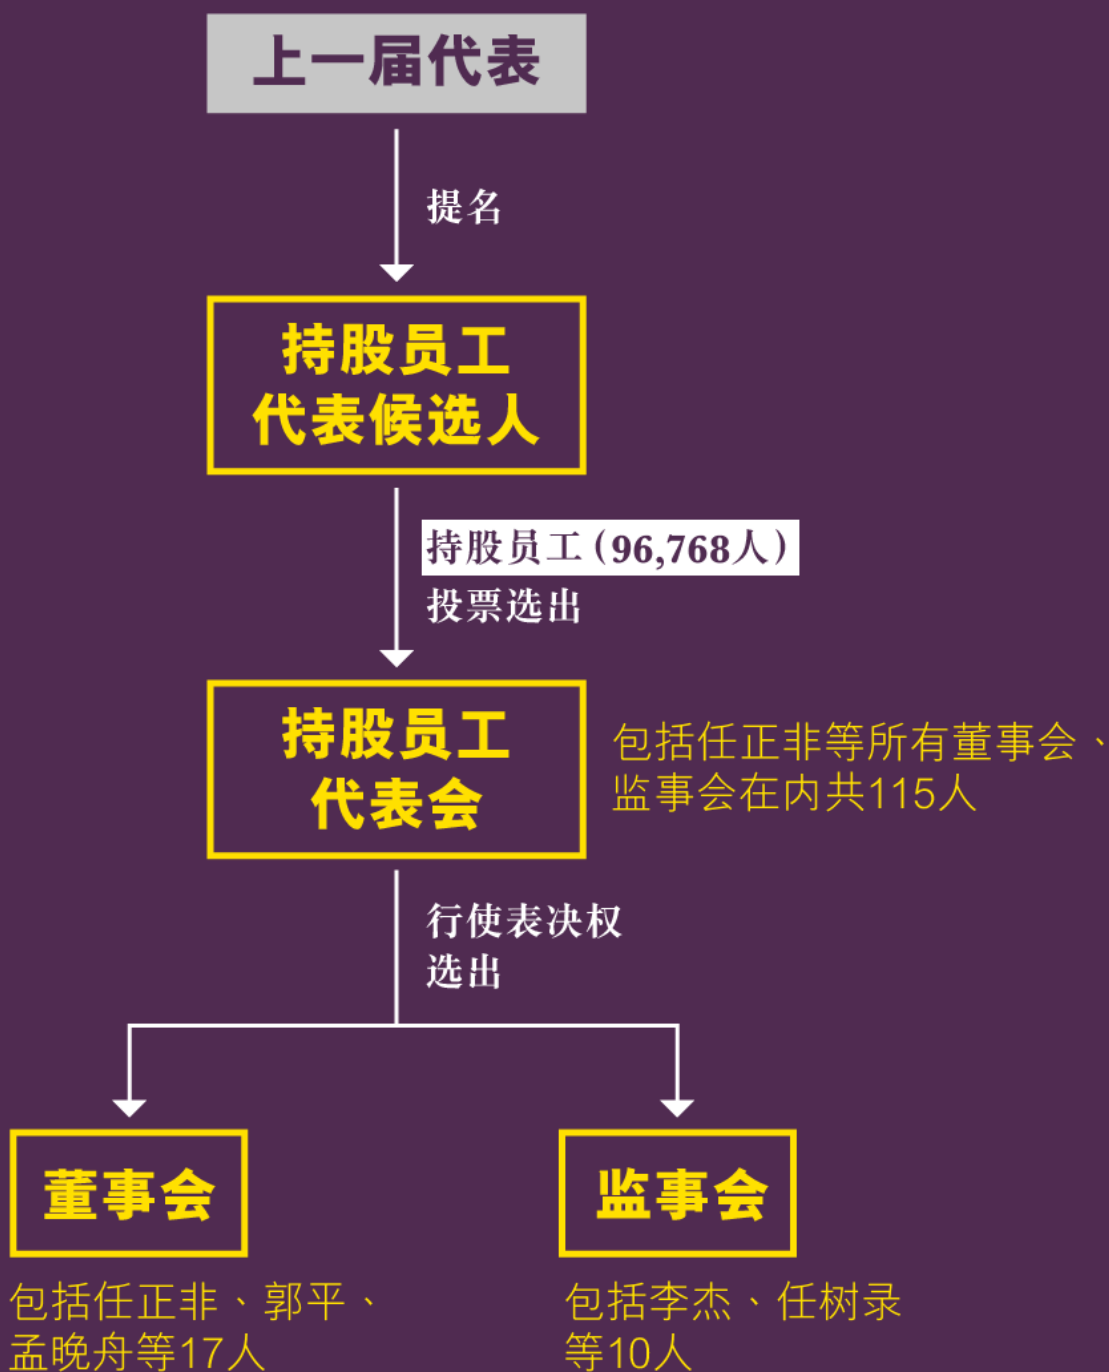 上一届代表
提名
持股员工
代表候选人
持股员工(96,768人)
投票选出
持股员工
代表会
包括任正非等所有董事会、
监事会在内共115人
行使表决权
选出
董事会
监事会
包括任正非、郭平、
孟晚舟等17人
包括李杰、任树录
等10人